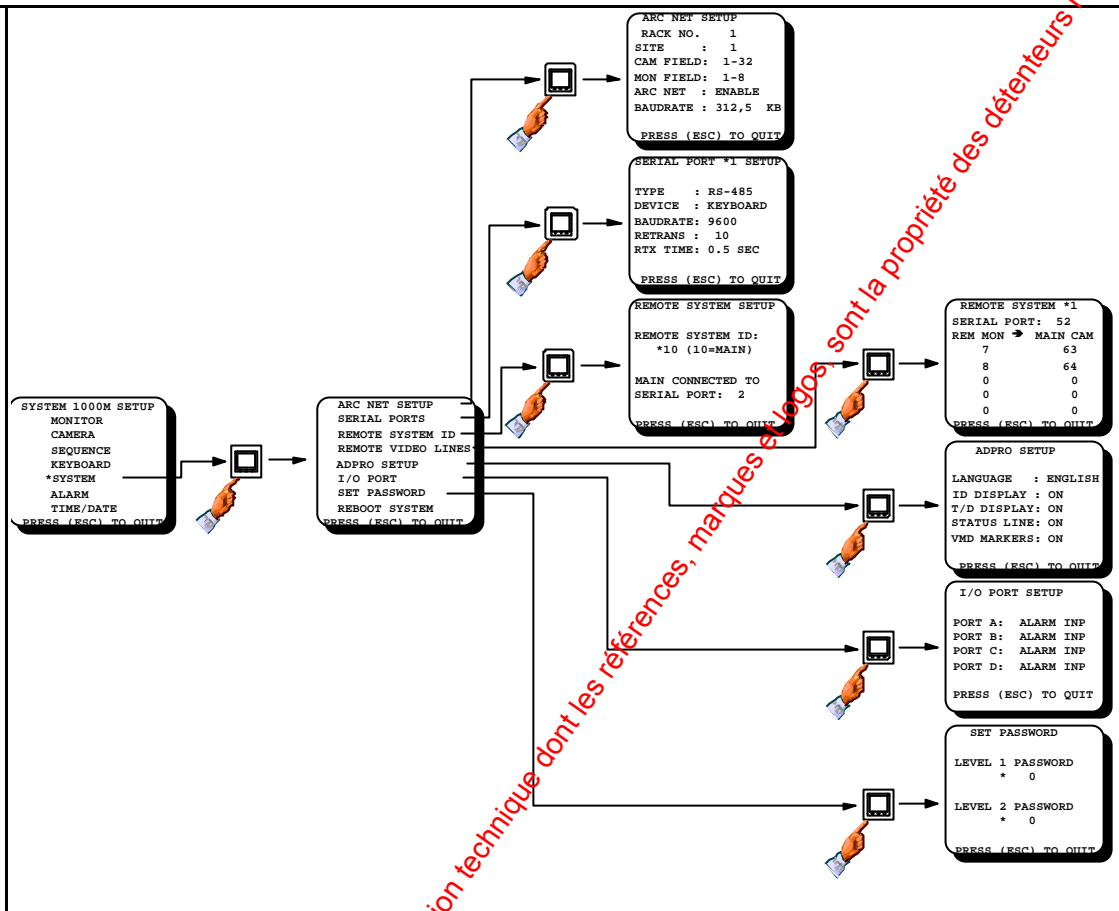 ARC NET SETUP
RACK NO.    1
SITE    :   1
CAM FIELD:  1-32
MON FIELD:  1-8
ARC NET  : ENABLE
BAUDRATE : 312,5  KB
PRESS (ESC) TO QUIT
SERIAL PORT *1 SETUP
TYPE    : RS-485
DEVICE  : KEYBOARD
BAUDRATE: 9600
RETRANS :  10
RTX TIME: 0.5 SEC
PRESS (ESC) TO QUIT
REMOTE SYSTEM SETUP
REMOTE SYSTEM ID:
*10 (10=MAIN)
MAIN CONNECTED TO
SERIAL PORT:  2
PRESS (ESC) TO QUIT
REMOTE SYSTEM *1
SERIAL PORT:  52
REM MON ➔ MAIN CAM
7    63
8    64
0    0
0    0
0    0
PRESS (ESC) TO QUIT
SYSTEM 1000M SETUP
MONITOR
CAMERA
SEQUENCE
KEYBOARD
*SYSTEM
ALARM
TIME/DATE
PRESS (ESC) TO QUIT
ARC NET SETUP
SERIAL PORTS
REMOTE SYSTEM ID
REMOTE VIDEO LINES
ADPRO SETUP
I/O PORT
SET PASSWORD
REBOOT SYSTEM
PRESS (ESC) TO QUIT
ADPRO SETUP
LANGUAGE   : ENGLISH
ID DISPLAY : ON
T/D DISPLAY: ON
STATUS LINE: ON
VMD MARKERS: ON
PRESS (ESC) TO QUIT
I/O PORT SETUP
PORT A:  ALARM INP
PORT B:  ALARM INP
PORT C:  ALARM INP
PORT D:  ALARM INP
PRESS (ESC) TO QUIT
SET PASSWORD
LEVEL 1 PASSWORD
*   0
LEVEL 2 PASSWORD
*   0
PRESS (ESC) TO QUIT
ion technique dont les références, marques et logos, sont la propriété des détenteurs